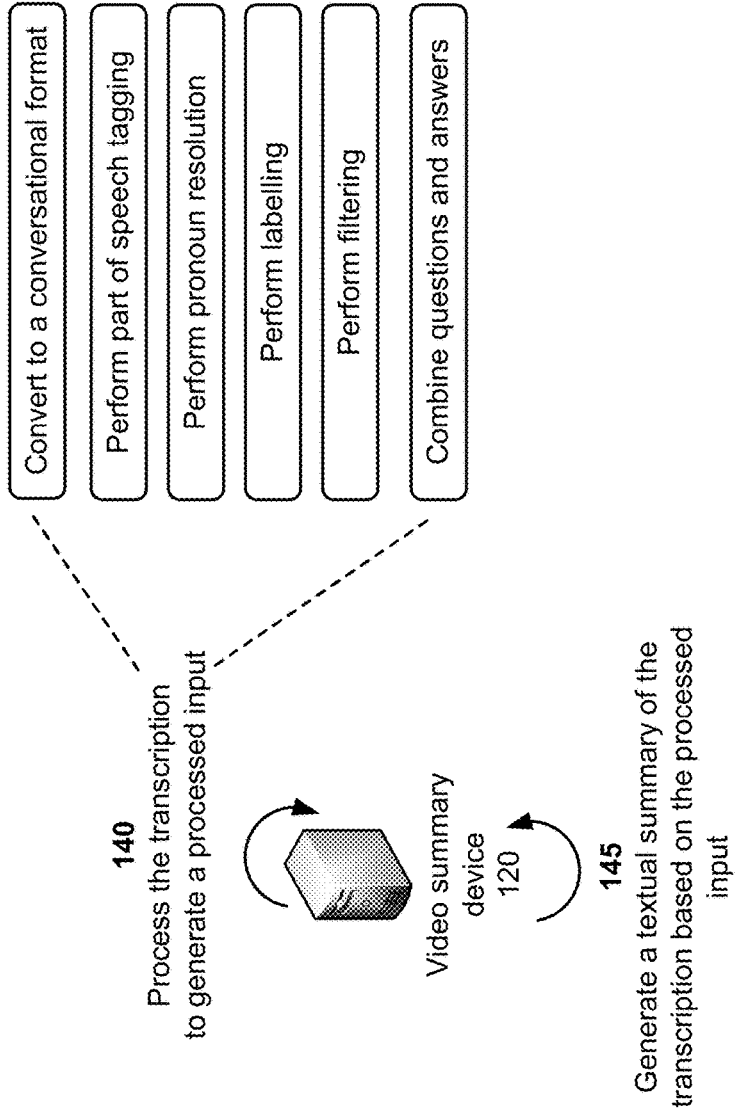 140
Process the transcription
to generate a processed input
Convert to a conversational format
Perform part of speech tagging
Perform pronoun resolution
Perform labelling
Perform filtering
Combine questions and answers
Video summary
device
120
145
Generate a textual summary of the
transcription based on the processed
input